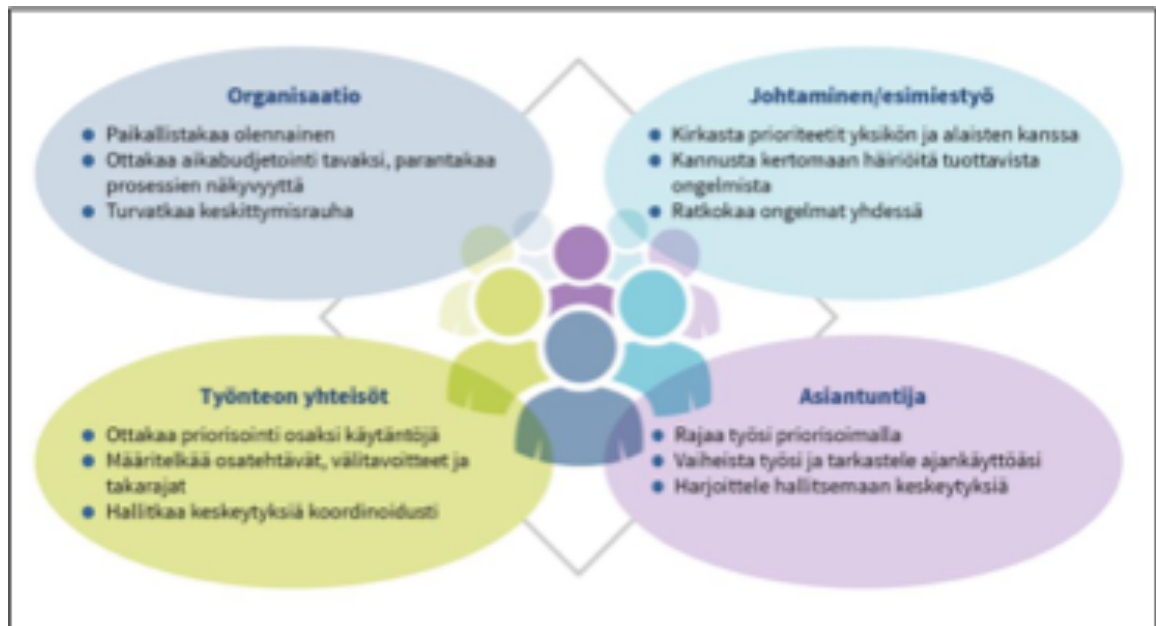 Organisaatio
● Paikallistakaa olennainen
● Ottakaa aikabudjetointi tavaksi, parantakaa
prosessien näkyvyyttä
● Turvatkaa keskittymisrauha
Johtaminen/esimiestyö
● Kirkasta prioriteetit yksikön ja alaisten kanssa
● Kannusta kertomaan häiriöitä tuottavista
ongelmista
● Ratkokaa ongelmat yhdessä
Työnteon yhteisöt
● Ottakaa priorisointi osaksi käytäntöjä
● Määritelkää osatehtävät, välitavoitteet ja
takarajat
● Hallitkaa keskeytyksiä koordinoidusti
Asiantuntija
● Rajaa työsi priorisoimalla
● Vaiheista työsi ja tarkastele ajankäyttöäsi
● Harjoittele hallitsemaan keskeytyksiä